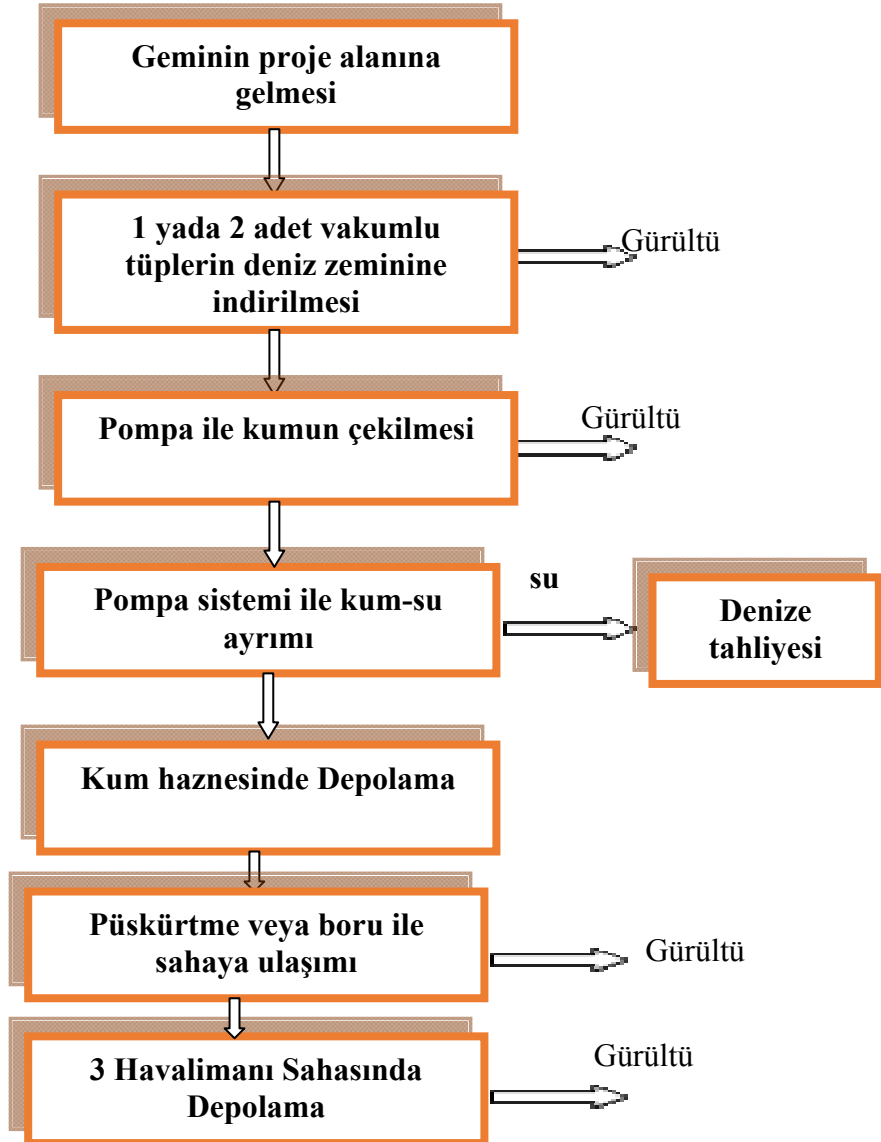 Geminin proje alanına
gelmesi
1 yada 2 adet vakumlu
tüplerin deniz zeminine
indirilmesi
Gürültü
Pompa ile kumun çekilmesi
Gürültü
Pompa sistemi ile kum-su
ayrımı
su
Denize
tahliyesi
Kum haznesinde Depolama
Püskürtme veya boru ile
sahaya ulaşımı
Gürültü
3 Havalimanı Sahasında
Depolama
Gürültü